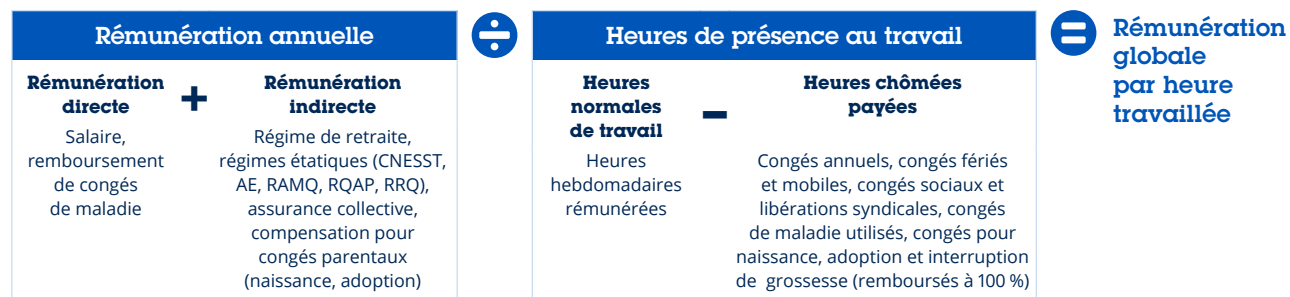 Rémunération annuelle
÷
Heures de présence au travail
=
Rémunération
globale
par heure
travaillée
Rémunération
directe
Salaire,
remboursement
de congés
de maladie
+
Rémunération
indirecte
Régime de retraite,
régimes étatiques (CNESST,
AE, RAMQ, RQAP, RRQ),
assurance collective,
compensation pour
congés parentaux
(naissance, adoption)
Heures
normales
de travail
Heures
hebdomadaires
rémunérées
–
Heures chômées
payées
Congés annuels, congés fériés
et mobiles, congés sociaux et
libérations syndicales, congés
de maladie utilisés, congés pour
naissance, adoption et interruption
de grossesse (remboursés à 100 %)